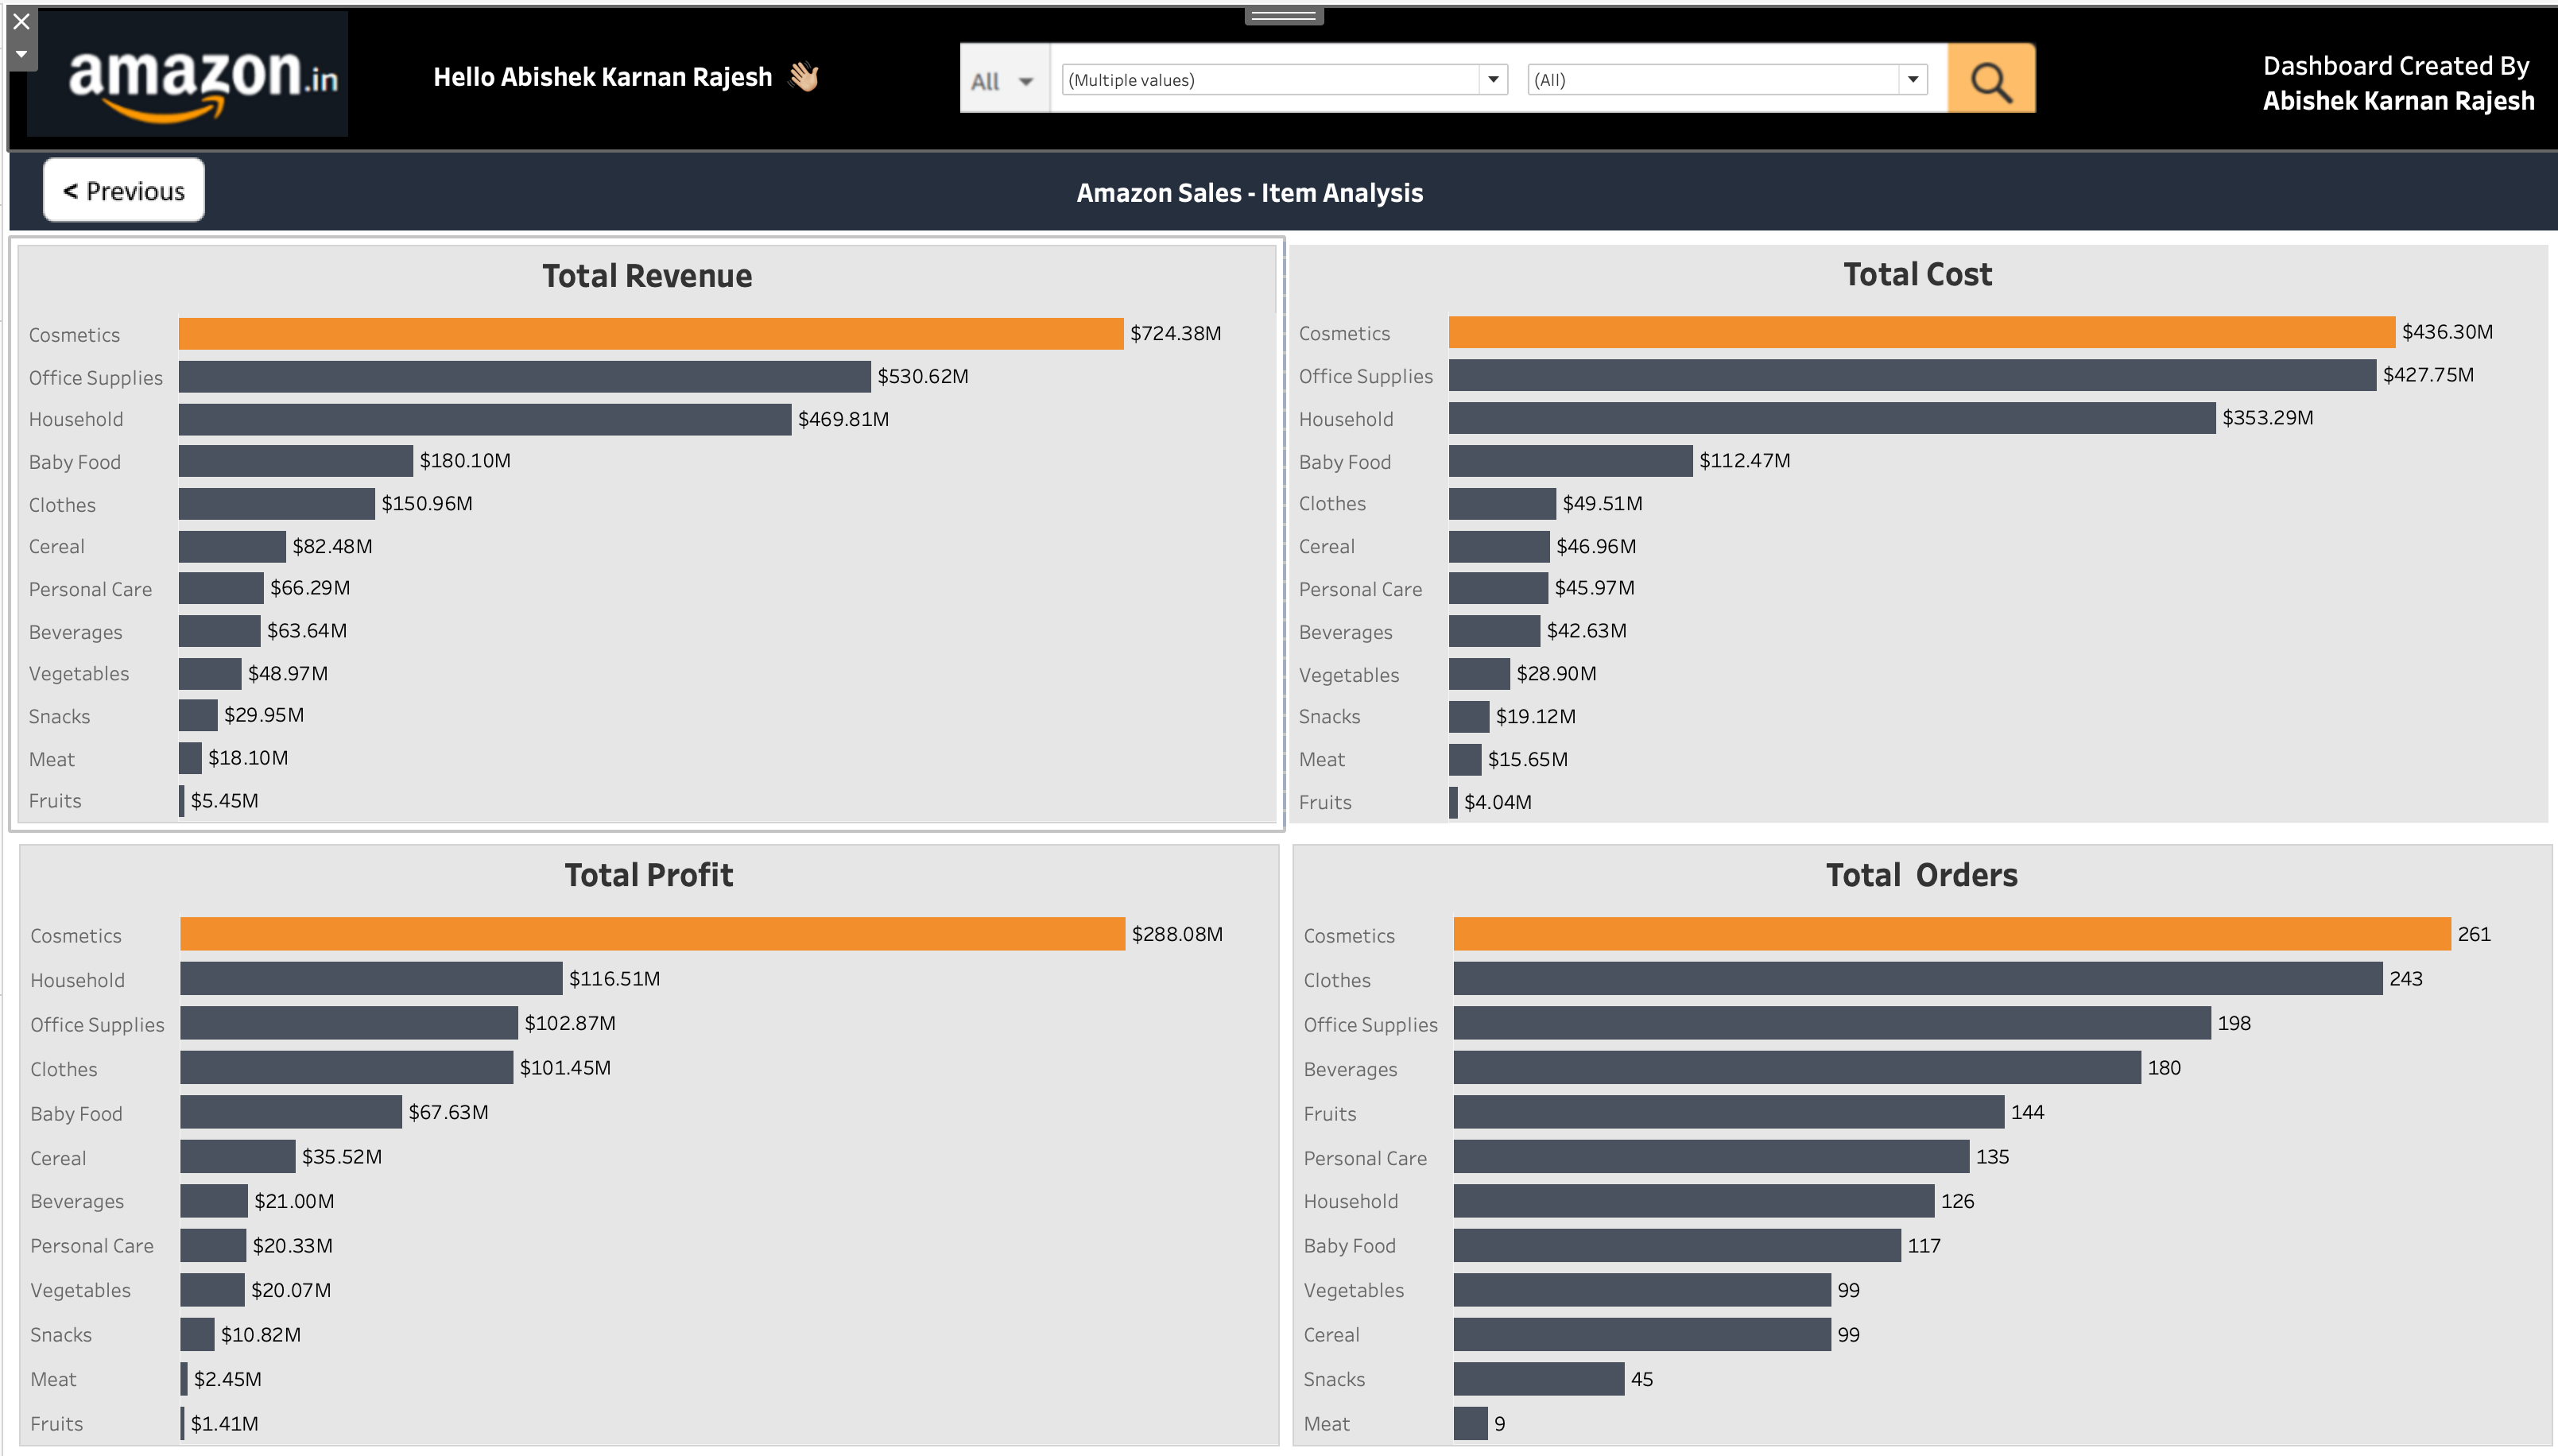 amazon.in
Hello Abishek Karnan Rajesh 👋🏼
All
(Multiple values)
(All)
Dashboard Created By
Abishek Karnan Rajesh
< Previous
Amazon Sales - Item Analysis
Total Revenue
Cosmetics $724.38M
Office Supplies $530.62M
Household $469.81M
Baby Food $180.10M
Clothes $150.96M
Cereal $82.48M
Personal Care $66.29M
Beverages $63.64M
Vegetables $48.97M
Snacks $29.95M
Meat $18.10M
Fruits $5.45M
Total Cost
Cosmetics $436.30M
Office Supplies $427.75M
Household $353.29M
Baby Food $112.47M
Clothes $49.51M
Cereal $46.96M
Personal Care $45.97M
Beverages $42.63M
Vegetables $28.90M
Snacks $19.12M
Meat $15.65M
Fruits $4.04M
Total Profit
Cosmetics $288.08M
Household $116.51M
Office Supplies $102.87M
Clothes $101.45M
Baby Food $67.63M
Cereal $35.52M
Beverages $21.00M
Personal Care $20.33M
Vegetables $20.07M
Snacks $10.82M
Meat $2.45M
Fruits $1.41M
Total Orders
Cosmetics 261
Clothes 243
Office Supplies 198
Beverages 180
Fruits 144
Personal Care 135
Household 126
Baby Food 117
Vegetables 99
Cereal 99
Snacks 45
Meat 9